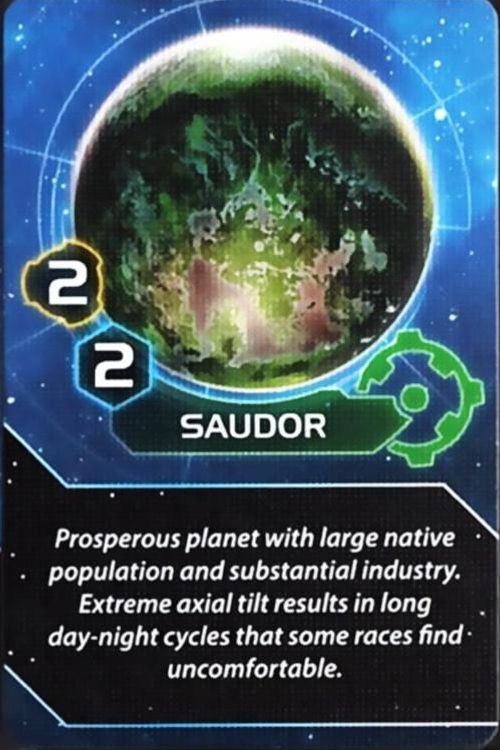 2
2
SAUDOR
Prosperous planet with large native
population and substantial industry.
Extreme axial tilt results in long
day-night cycles that some races find
uncomfortable.